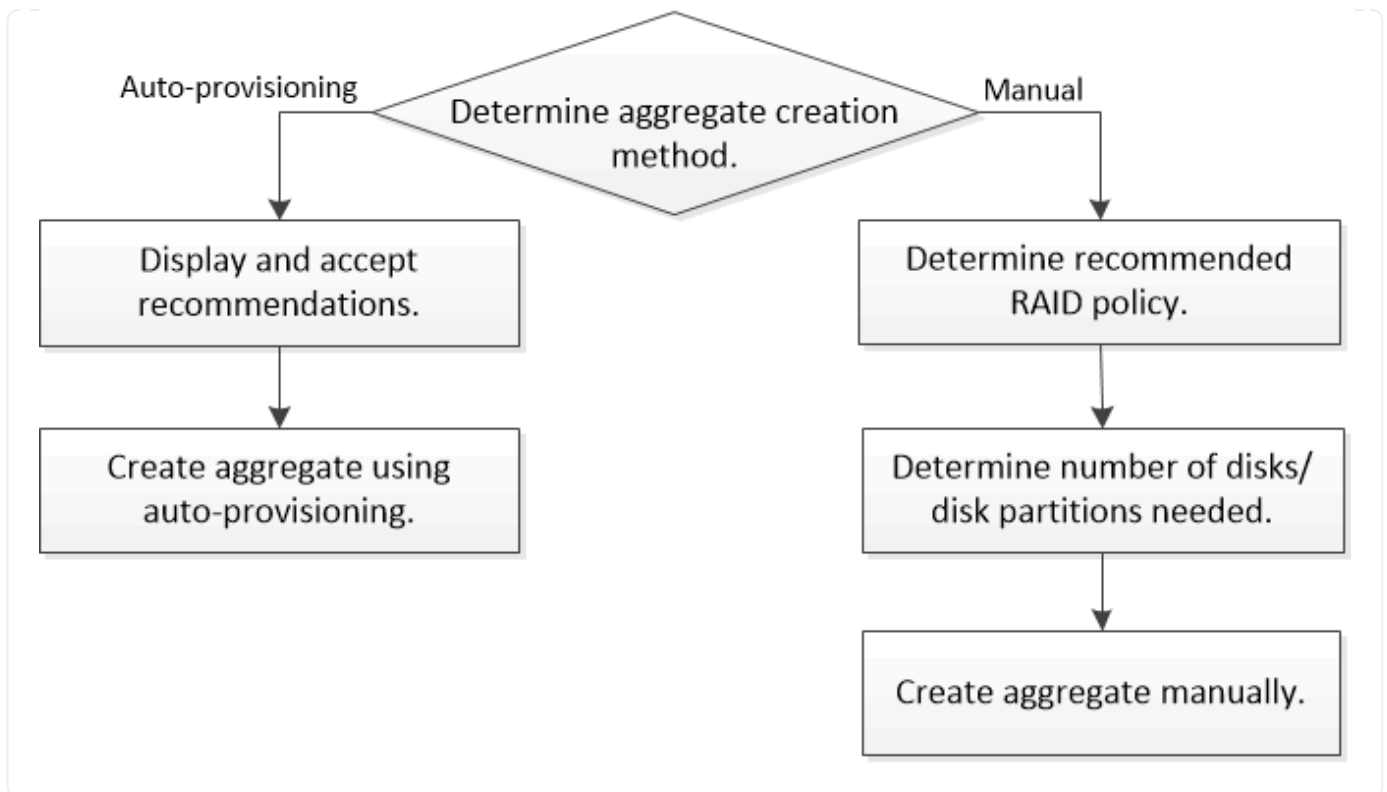 Auto-provisioning
Manual
Determine aggregate creation
method.
Display and accept
recommendations.
Create aggregate using
auto-provisioning.
Determine recommended
RAID policy.
Determine number of disks/
disk partitions needed.
Create aggregate manually.